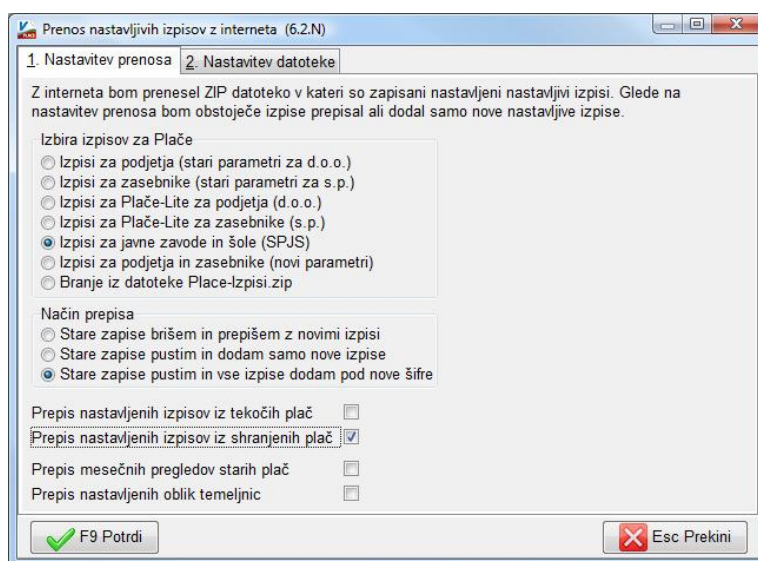 Prenos nastavljivih izpisov z interneta (6.2.N)
1. Nastavitev prenosa 2. Nastavitev datoteke
Z interneta bom prenesel ZIP datoteko v kateri so zapisani nastavljeni nastavljivi izpisi. Glede na
nastavitev prenosa bom obstoječe izpise prepisal ali dodal samo nove nastavljive izpise.
Izbira izpisov za Plače
Izpisi za podjetja (stari parametri za d.o.o.)
Izpisi za zasebnike (stari parametri za s.p.)
Izpisi za Plače-Lite za podjetja (d.o.o.)
Izpisi za Plače-Lite za zasebnike (s.p.)
Izpisi za javne zavode in šole (SPJS)
Izpisi za podjetja in zasebnike (novi parametri)
Branje iz datoteke Place-Izpisi.zip
Način prepisa
Stare zapise brišem in prepišem z novimi izpisi
Stare zapise pustim in dodam samo nove izpise
Stare zapise pustim in vse izpise dodam pod nove šifre
Prepis nastavljenih izpisov iz tekočih plač
Prepis nastavljenih izpisov iz shranjenih plač
Prepis mesečnih pregledov starih plač
Prepis nastavljenih oblik temeljnic
F9 Potrdi Esc Prekini